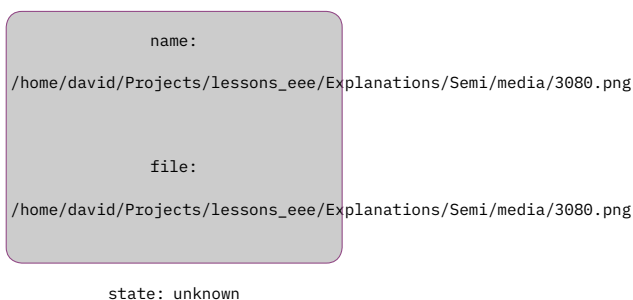 name:
/home/david/Projects/lessons_eee/Explanations/Semi/media/3080.png
file:
/home/david/Projects/lessons_eee/Explanations/Semi/media/3080.png
state: unknown